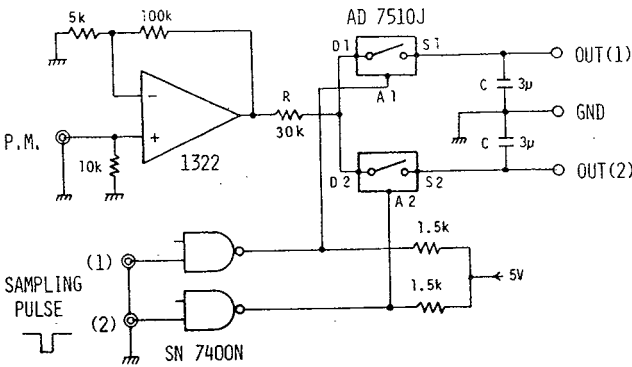 5k
100k
AD 7510J
D1
S1
OUT(1)
A1
R
30k
C
3μ
GND
C
3μ
P.M.
10k
1322
D2
S2
OUT(2)
A2
1.5k
(1)
5V
SAMPLING
PULSE
1.5k
(2)
SN 7400N
−
+